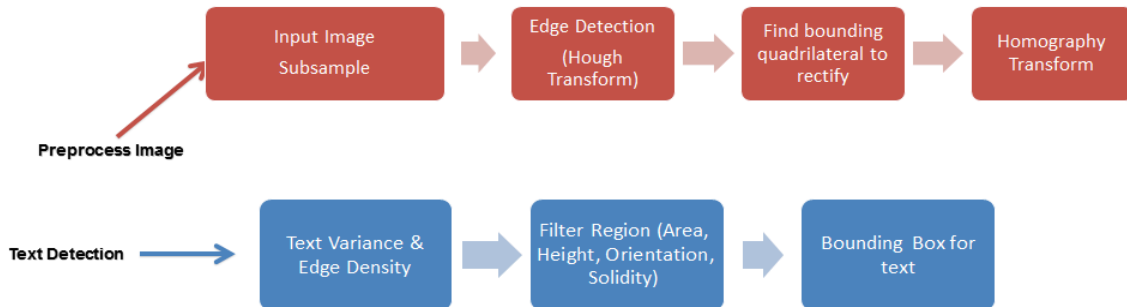 Input Image
Subsample
Edge Detection
(Hough
Transform)
Find bounding
quadrilateral to
rectify
Homography
Transform
Preprocess Image
Text Detection
Text Variance &
Edge Density
Filter Region (Area,
Height, Orientation,
Solidity)
Bounding Box for
text